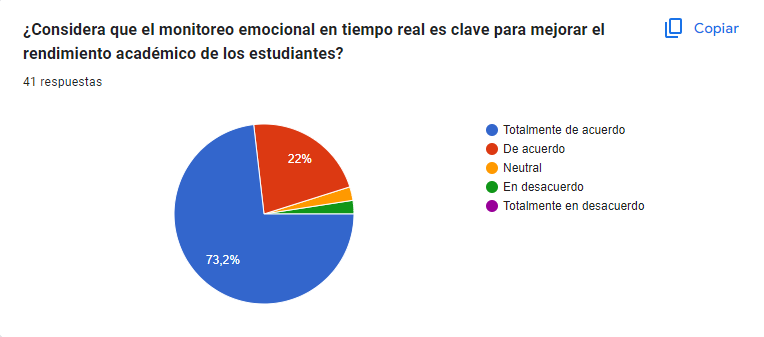 ¿Considera que el monitoreo emocional en tiempo real es clave para mejorar el
rendimiento académico de los estudiantes?
Copiar
41 respuestas
22%
73,2%
Totalmente de acuerdo
De acuerdo
Neutral
En desacuerdo
Totalmente en desacuerdo